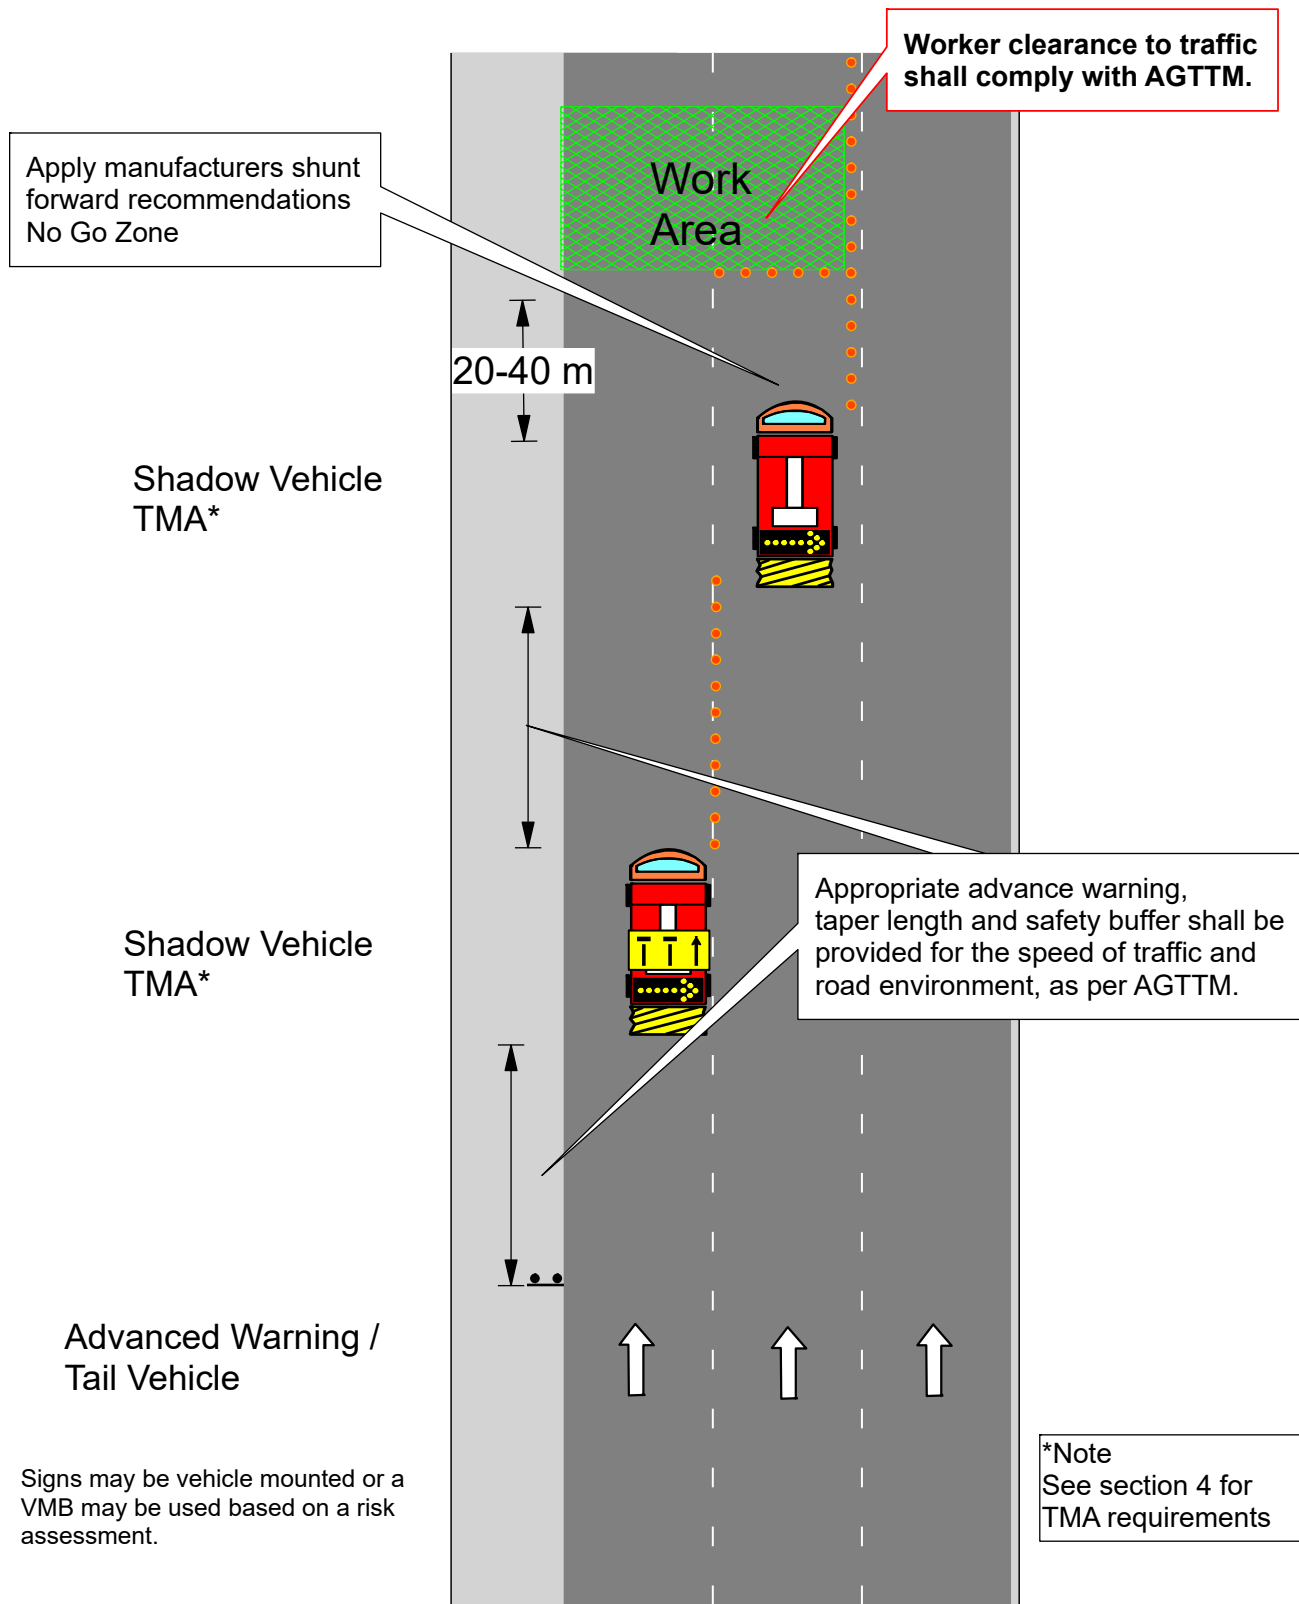 Worker clearance to traffic
shall comply with AGTTM.
Apply manufacturers shunt
forward recommendations
No Go Zone
Work
Area
20-40 m
Shadow Vehicle
TMA*
Appropriate advance warning,
taper length and safety buffer shall be
provided for the speed of traffic and
road environment, as per AGTTM.
Shadow Vehicle
TMA*
Advanced Warning /
Tail Vehicle
Signs may be vehicle mounted or a
VMB may be used based on a risk
assessment.
*Note
See section 4 for
TMA requirements